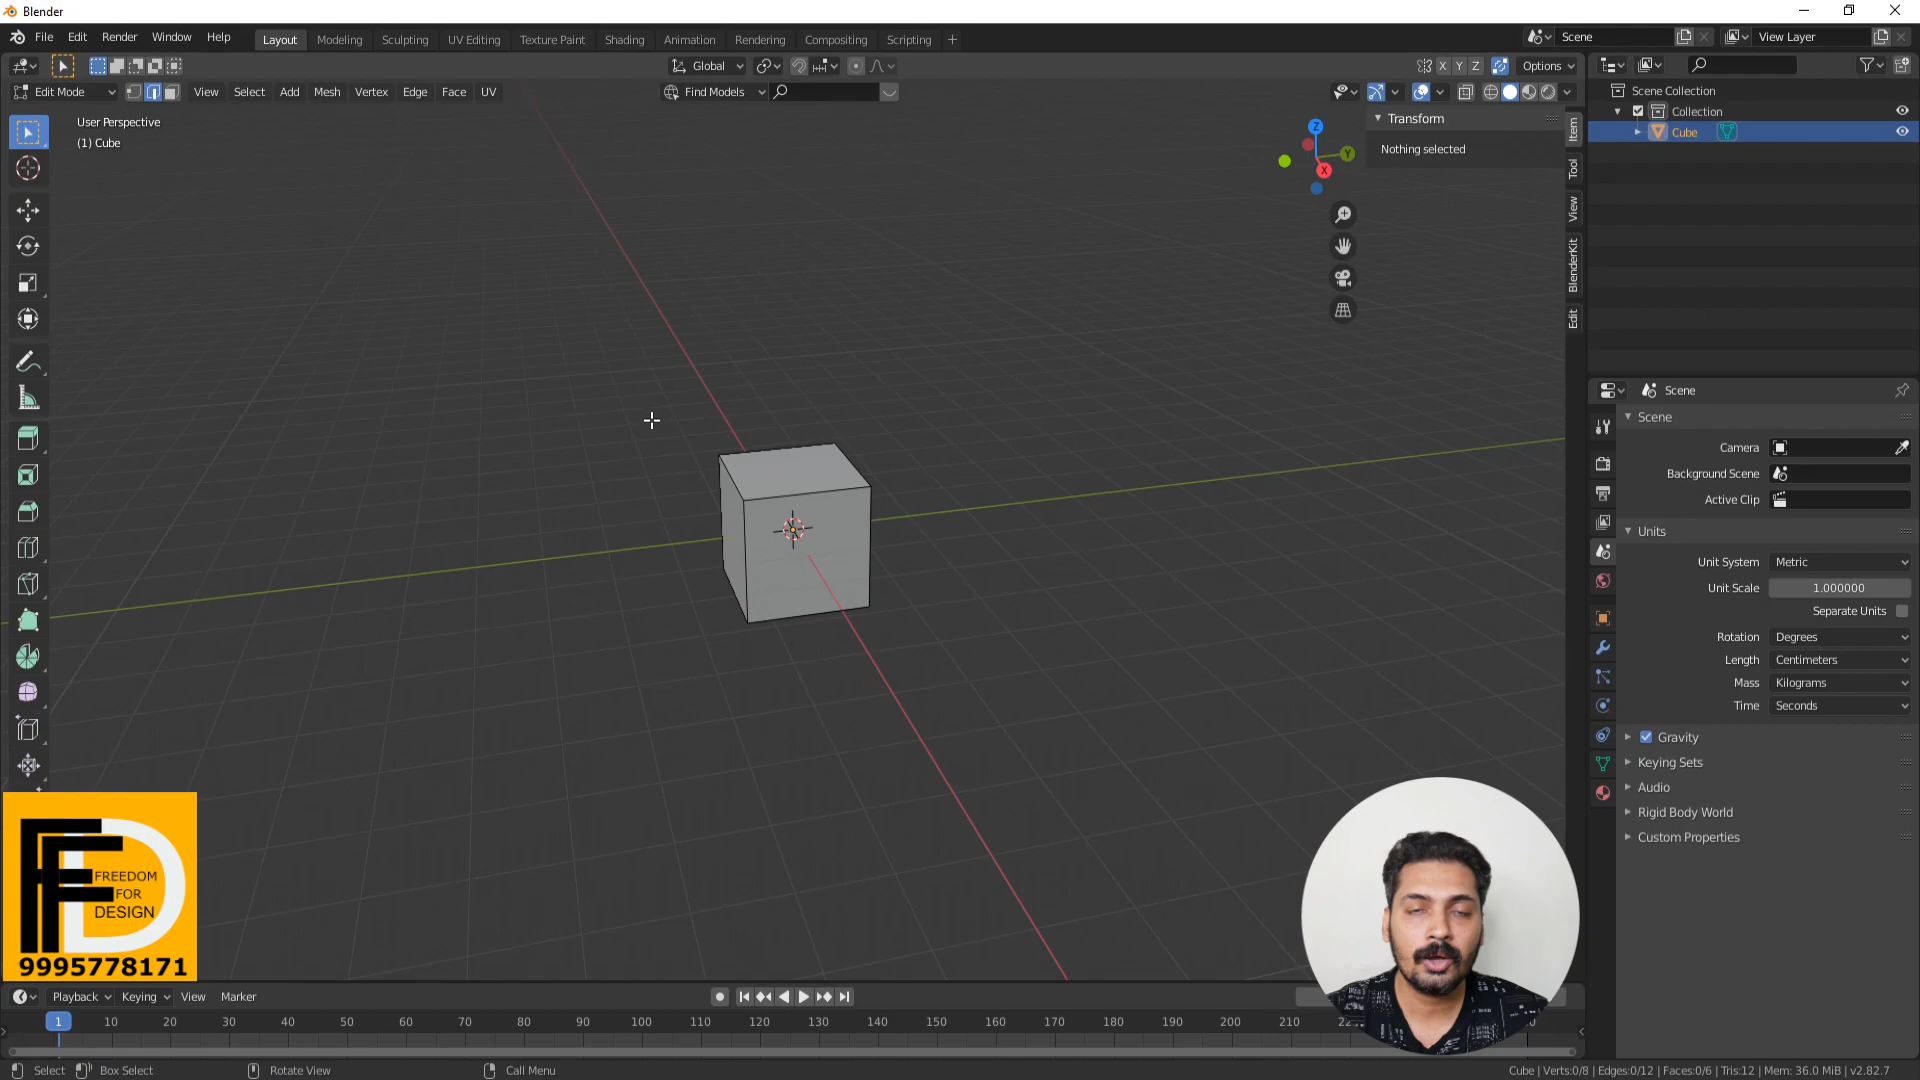 Blender
File Edit Render Window Help
Layout Modeling Sculpting UV Editing Texture Paint Shading Animation Rendering Compositing Scripting +
Scene
View Layer
Global
X Y Z
Options
Edit Mode
View Select Add Mesh Vertex Edge Face UV
Find Models
User Perspective
(1) Cube
Z
Y
X
Transform
Nothing selected
Item
Tool
View
BlenderKit
Edit
Scene Collection
Collection
Cube
Scene
Scene
Camera
Background Scene
Active Clip
Units
Unit System Metric
Unit Scale 1.000000
Separate Units
Rotation Degrees
Length Centimeters
Mass Kilograms
Time Seconds
Gravity
Keying Sets
Audio
Rigid Body World
Custom Properties
FREEDOM
FOR
DESIGN
9995778171
Playback Keying View Marker
1 10 20 30 40 50 60 70 80 90 100 110 120 130 140 150 160 170 180 190 200 210
Select Box Select Rotate View Call Menu
Cube | Verts:0/8 | Edges:0/12 | Faces:0/6 | Tris:12 | Mem: 36.0 MiB | v2.82.7